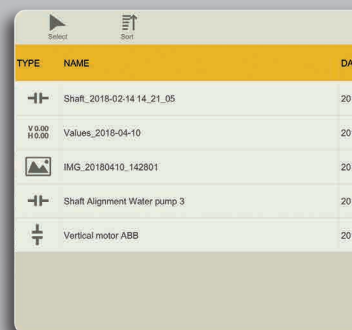 Select Sort
TYPE NAME DA
Shaft_2018-02-14 14_21_05 20
V 0.00
H 0.00 Values_2018-04-10 20
IMG_20180410_142801 20
Shaft Alignment Water pump 3 20
Vertical motor ABB 20